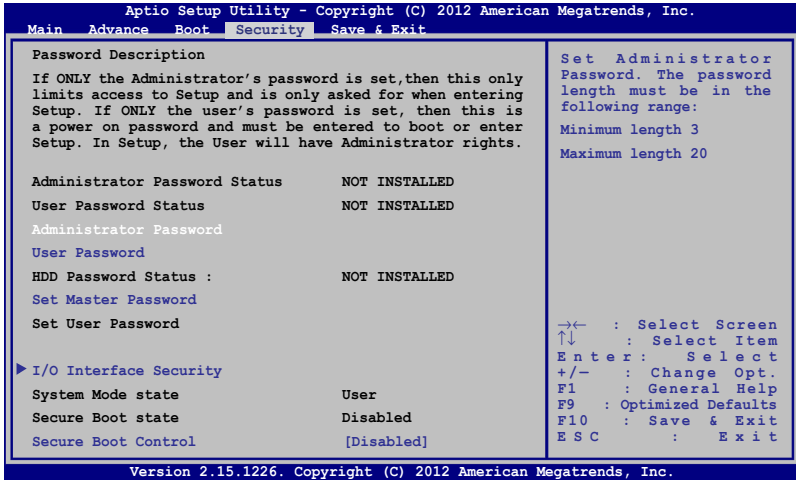 Aptio Setup Utility - Copyright (C) 2012 American Megatrends, Inc.
Main Advance Boot Security Save & Exit
Password Description
If ONLY the Administrator's password is set,then this only
limits access to Setup and is only asked for when entering
Setup. If ONLY the user's password is set, then this is
a power on password and must be entered to boot or enter
Setup. In Setup, the User will have Administrator rights.
Administrator Password Status NOT INSTALLED
User Password Status NOT INSTALLED
Administrator Password
User Password
HDD Password Status : NOT INSTALLED
Set Master Password
Set User Password
I/O Interface Security
System Mode state User
Secure Boot state Disabled
Secure Boot Control [Disabled]
Set Administrator
Password. The password
length must be in the
following range:
Minimum length 3
Maximum length 20
→← : Select Screen
↑↓ : Select Item
Enter: Select
+/— : Change Opt.
F1 : General Help
F9 : Optimized Defaults
F10 : Save & Exit
ESC : Exit
Version 2.15.1226. Copyright (C) 2012 American Megatrends, Inc.